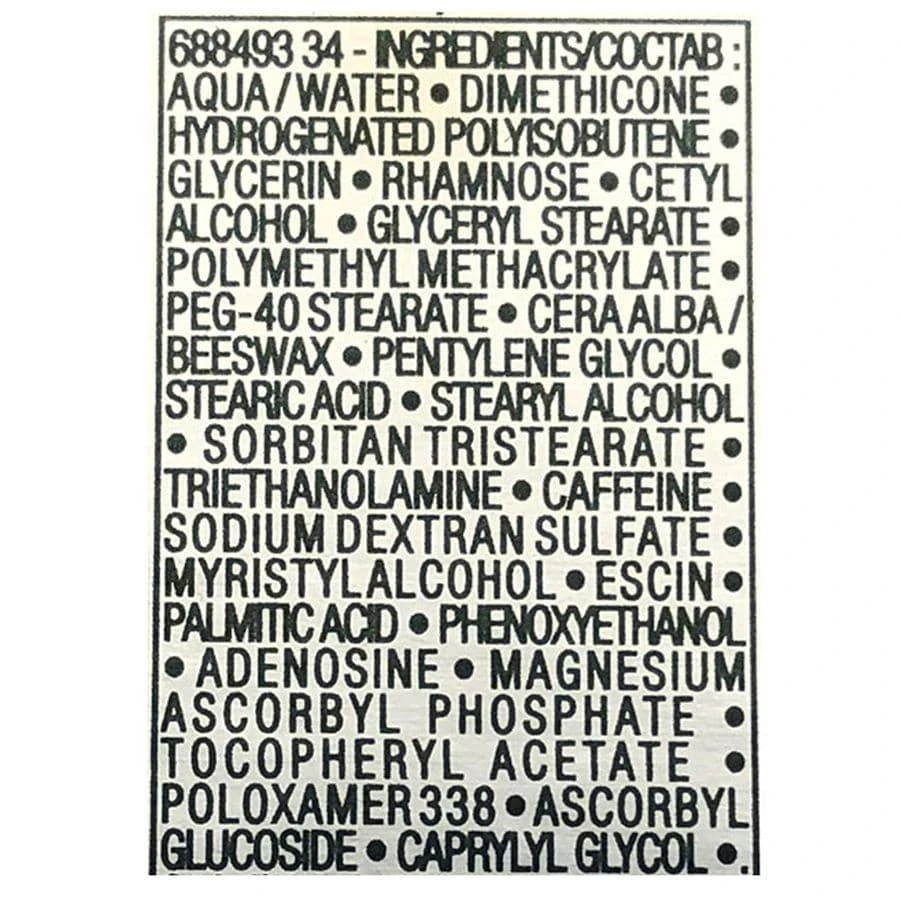 688493 34 - INGREDIENTS/COCTAB :
AQUA / WATER ● DIMETHICONE ●
HYDROGENATED POLYISOBUTENE ●
GLYCERIN ● RHAMNOSE ● CETYL
ALCOHOL ● GLYCERYL STEARATE ●
POLYMETHYL METHACRYLATE ●
PEG-40 STEARATE ● CERA ALBA /
BEESWAX ● PENTYLENE GLYCOL ●
STEARIC ACID ● STEARYL ALCOHOL
● SORBITAN TRISTEARATE ●
TRIETHANOLAMINE ● CAFFEINE ●
SODIUM DEXTRAN SULFATE ●
MYRISTYL ALCOHOL ● ESCIN ●
PALMITIC ACID ● PHENOXYETHANOL
● ADENOSINE ● MAGNESIUM
ASCORBYL PHOSPHATE ●
TOCOPHERYL ACETATE ●
POLOXAMER 338 ● ASCORBYL
GLUCOSIDE ● CAPRYLYL GLYCOL ●